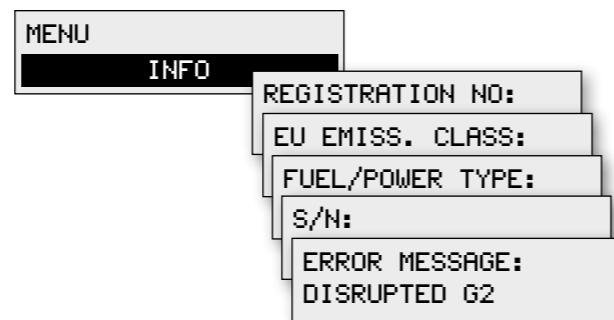 MENU
INFO
REGISTRATION NO:
EU EMISS. CLASS:
FUEL/POWER TYPE:
S/N:
ERROR MESSAGE:
DISRUPTED G2